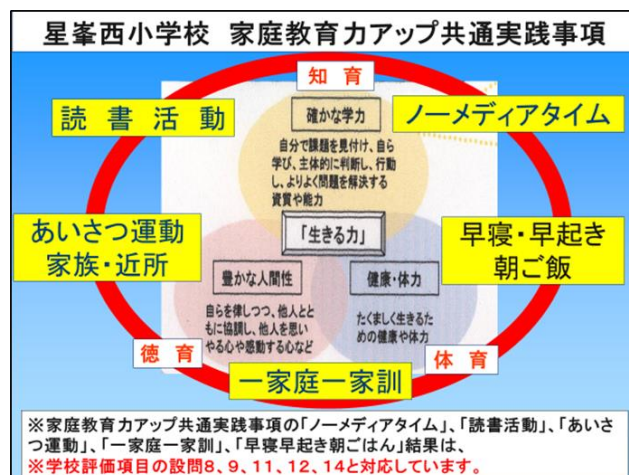 星峯西小学校 家庭教育力アップ共通実践事項
知 育
読 書 活 動
ノーメディアタイム
確かな学力
自分で課題を見付け、自ら
学び、主体的に判断し、行動
し、よりよく問題を解決する
資質や能力
あいさつ運動
家族・近所
「生きる力」
早寝・早起き
朝ご飯
豊かな人間性
健康・体力
自らを律しつつ、他人とと
もに協調し、他人を思い
やる心や感動する心など
たくましく生きるた
めの健康や体力
徳 育
体 育
一家庭一家訓
※家庭教育力アップ共通実践事項の「ノーメディアタイム」、「読書活動」、「あいさ
つ運動」、「一家庭一家訓」、「早寝早起き朝ごはん」結果は、
※学校評価項目の設問8、9、11、12、14と対応しています。